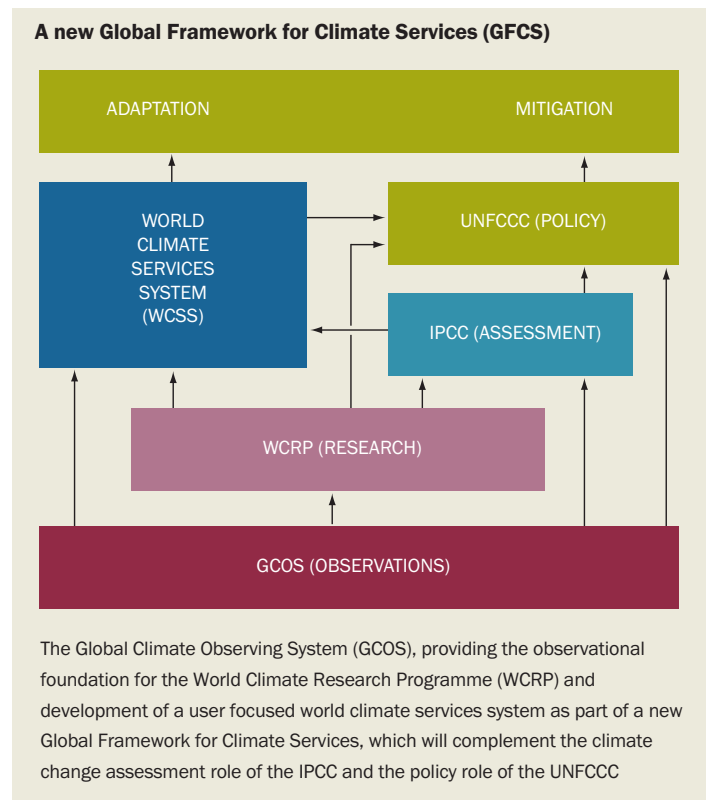 A new Global Framework for Climate Services (GFCS)
ADAPTATION
MITIGATION
WORLD
CLIMATE
SERVICES
SYSTEM
(WCSS)
UNFCCC (POLICY)
IPCC (ASSESSMENT)
WCRP (RESEARCH)
GCOS (OBSERVATIONS)
The Global Climate Observing System (GCOS), providing the observational
foundation for the World Climate Research Programme (WCRP) and
development of a user focused world climate services system as part of a new
Global Framework for Climate Services, which will complement the climate
change assessment role of the IPCC and the policy role of the UNFCCC